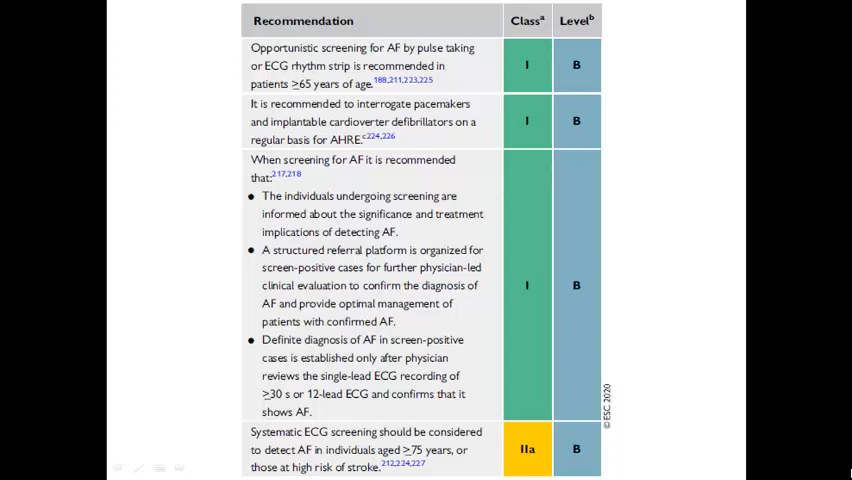 Recommendation Classᵃ Levelᵇ
Opportunistic screening for AF by pulse taking
or ECG rhythm strip is recommended in
patients ≥65 years of age.188,211,223,225
I B
It is recommended to interrogate pacemakers
and implantable cardioverter defibrillators on a
regular basis for AHRE.ᶜ224,226
I B
When screening for AF it is recommended
that:217,218
● The individuals undergoing screening are
informed about the significance and treatment
implications of detecting AF.
● A structured referral platform is organized for
screen-positive cases for further physician-led
clinical evaluation to confirm the diagnosis of
AF and provide optimal management of
patients with confirmed AF.
● Definite diagnosis of AF in screen-positive
cases is established only after physician
reviews the single-lead ECG recording of
≥30 s or 12-lead ECG and confirms that it
shows AF.
I B
Systematic ECG screening should be considered
to detect AF in individuals aged ≥75 years, or
those at high risk of stroke.212,224,227
IIa B
©ESC 2020